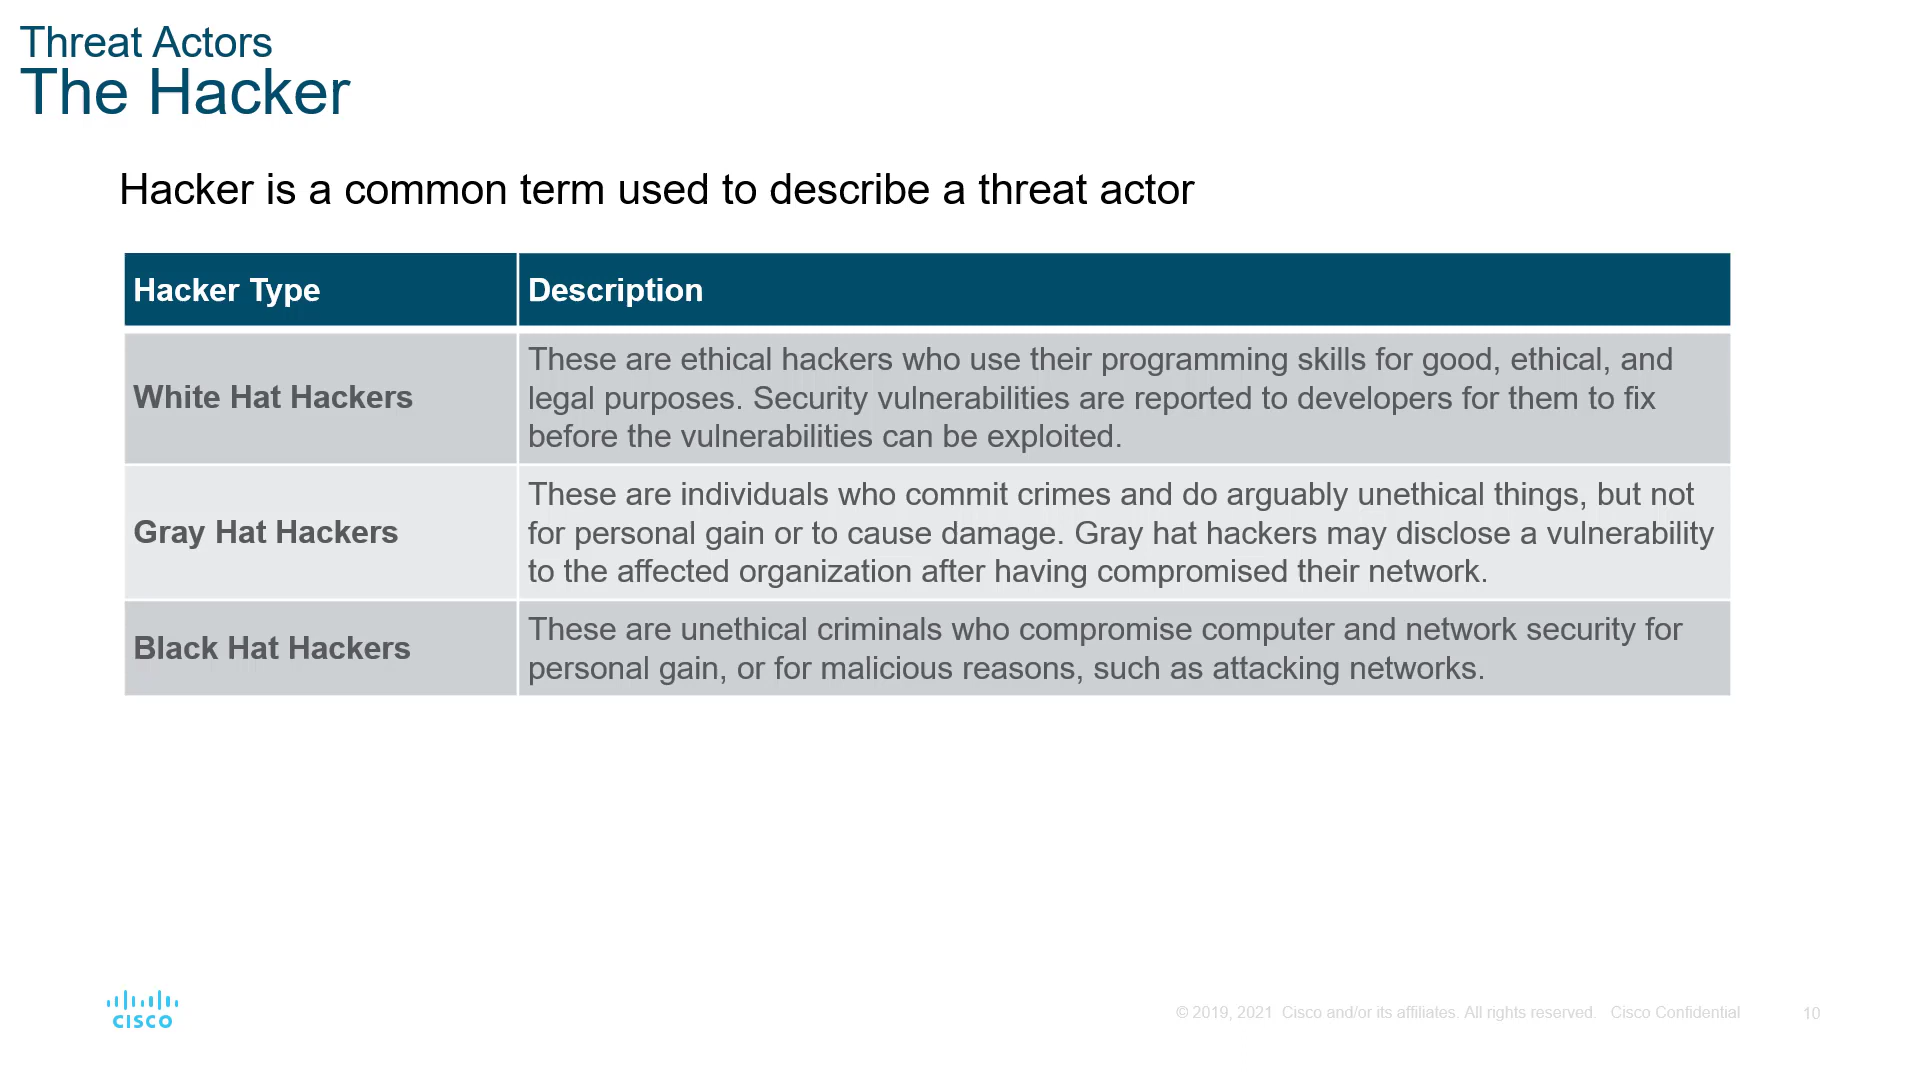 Threat Actors
The Hacker
Hacker is a common term used to describe a threat actor
Hacker Type
Description
White Hat Hackers
These are ethical hackers who use their programming skills for good, ethical, and
legal purposes. Security vulnerabilities are reported to developers for them to fix
before the vulnerabilities can be exploited.
Gray Hat Hackers
These are individuals who commit crimes and do arguably unethical things, but not
for personal gain or to cause damage. Gray hat hackers may disclose a vulnerability
to the affected organization after having compromised their network.
Black Hat Hackers
These are unethical criminals who compromise computer and network security for
personal gain, or for malicious reasons, such as attacking networks.
CISCO
© 2019, 2021 Cisco and/or its affiliates. All rights reserved. Cisco Confidential
10